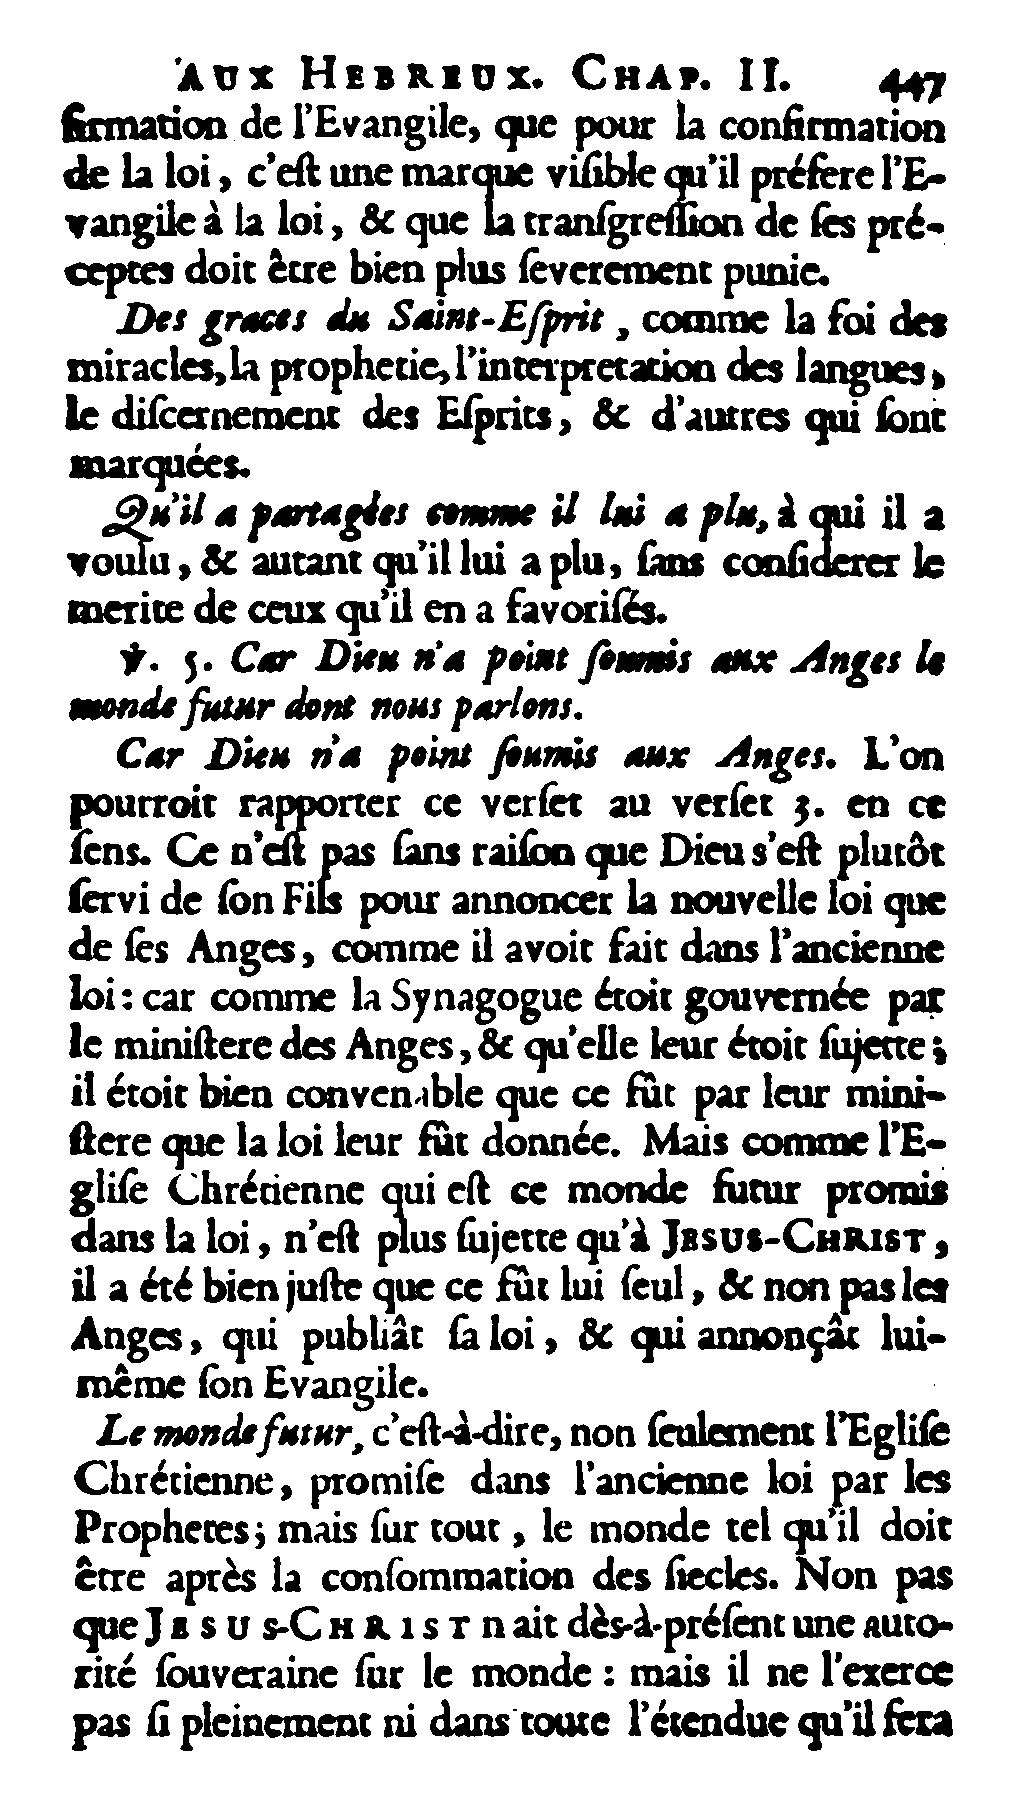 AUX HEBREUX. CHAP. II. 447
firmation de l'Evangile, que pour la confirmation
de la loi, c'eſt une marque viſible qu'il préfere l'E-
vangile à la loi, & que la tranſgreſſion de ſes pré-
ceptes doit être bien plus ſeverement punie.
Des graces du Saint-Eſprit, comme la foi des
miracles, la prophetie, l'interpretation des langues,
le diſcernement des Eſprits, & d'autres qui ſont
marquées.
Qu'il a partagées comme il lui a plu, à qui il a
voulu, & autant qu'il lui a plu, ſans conſiderer le
merite de ceux qu'il en a favoriſés.
℣. 5. Car Dieu n'a point ſoumis aux Anges le
monde futur dont nous parlons.
Car Dieu n'a point ſoumis aux Anges. L'on
pourroit rapporter ce verſet au verſet 3. en ce
ſens. Ce n'eſt pas ſans raiſon que Dieu s'eſt plutôt
ſervi de ſon Fils pour annoncer la nouvelle loi que
de ſes Anges, comme il avoit fait dans l'ancienne
loi: car comme la Synagogue étoit gouvernée par
le miniſtere des Anges, & qu'elle leur étoit ſujette;
il étoit bien convenable que ce fût par leur mini-
ſtere que la loi leur fût donnée. Mais comme l'E-
gliſe Chrétienne qui eſt ce monde futur promis
dans la loi, n'eſt plus ſujette qu'à JESUS-CHRIST,
il a été bien juſte que ce fût lui ſeul, & non pas les
Anges, qui publiât ſa loi, & qui annonçât lui-
même ſon Evangile.
Le monde futur, c'eſt-à-dire, non ſeulement l'Egliſe
Chrétienne, promiſe dans l'ancienne loi par les
Prophetes; mais ſur tout, le monde tel qu'il doit
être après la conſommation des ſiecles. Non pas
que JESUS-CHRIST n ait dès-à-préſent une auto-
rité ſouveraine ſur le monde: mais il ne l'exerce
pas ſi pleinement ni dans toute l'étendue qu'il fera